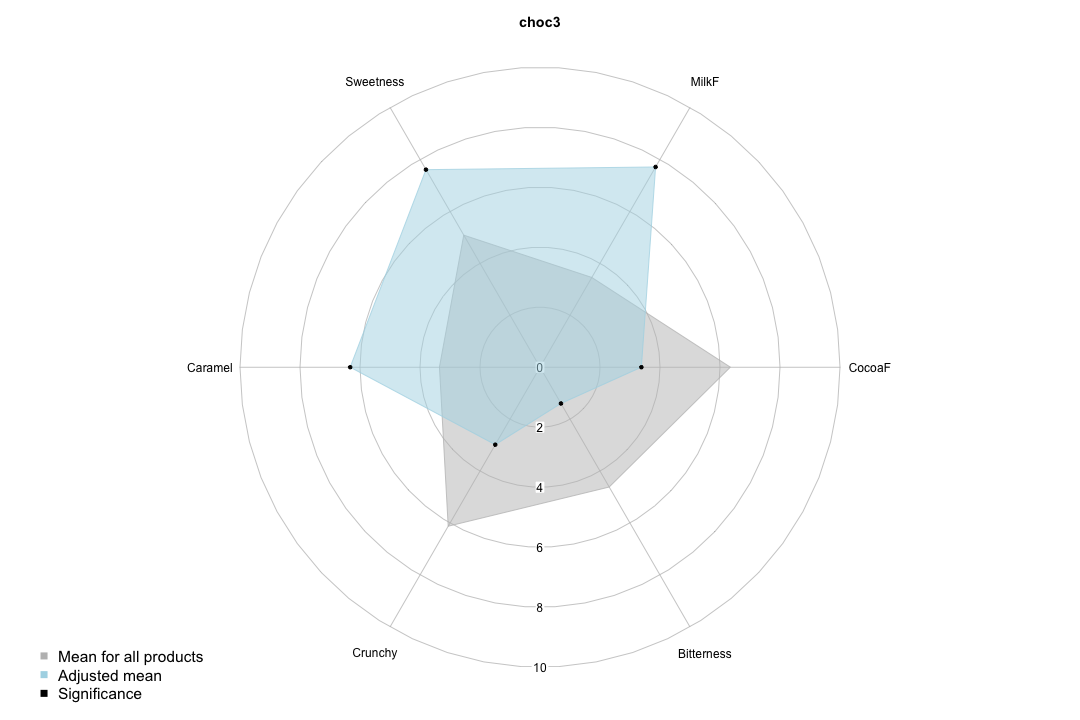 choc3
Sweetness
MilkF
Caramel
0
CocoaF
2
4
6
8
10
Crunchy
Bitterness
Mean for all products
Adjusted mean
Significance